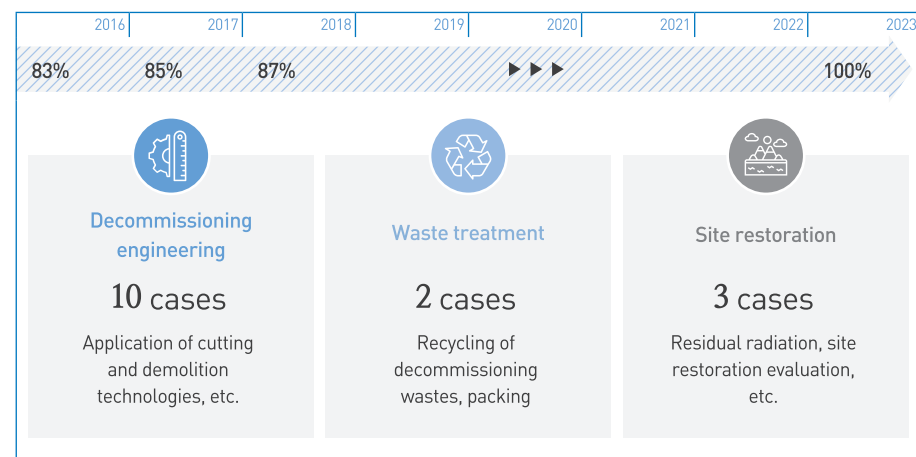 2016 2017 2018 2019 2020 2021 2022 2023
83% 85% 87% ▶ ▶ ▶ 100%
Decommissioning
engineering
10 cases
Application of cutting
and demolition
technologies, etc.
Waste treatment
2 cases
Recycling of
decommissioning
wastes, packing
Site restoration
3 cases
Residual radiation, site
restoration evaluation,
etc.